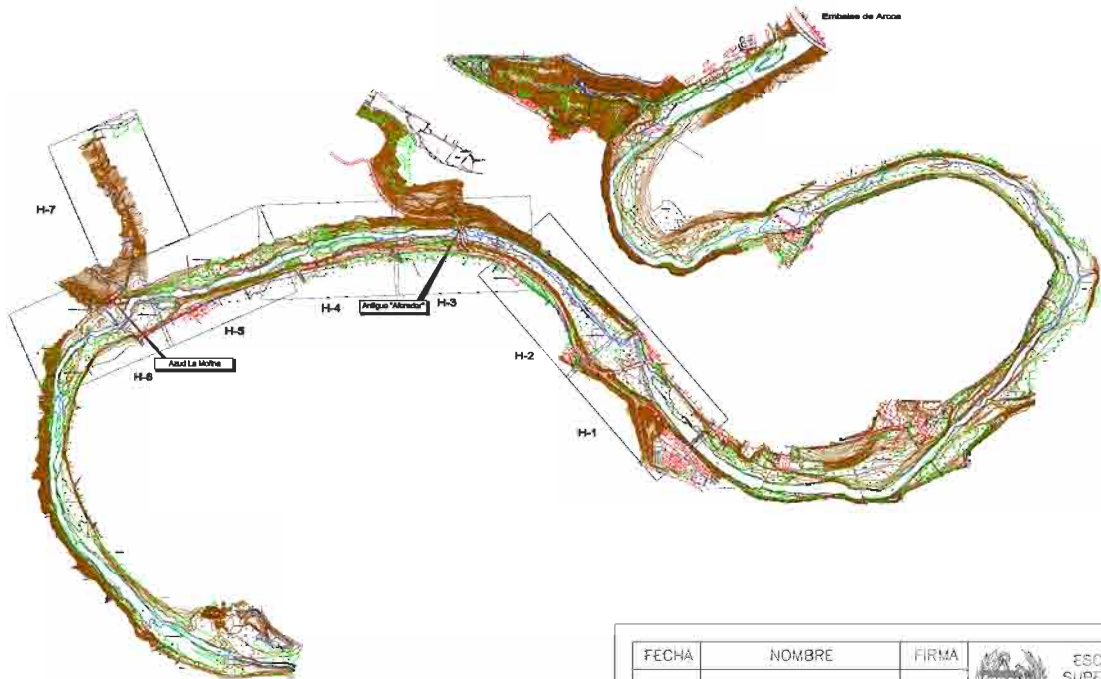 Embalse de Arcos
H-7
H-3
Antiguo "Aforador"
H-4
H-5
H-2
Azud La Molina
H-6
H-1
FECHA NOMBRE FIRMA